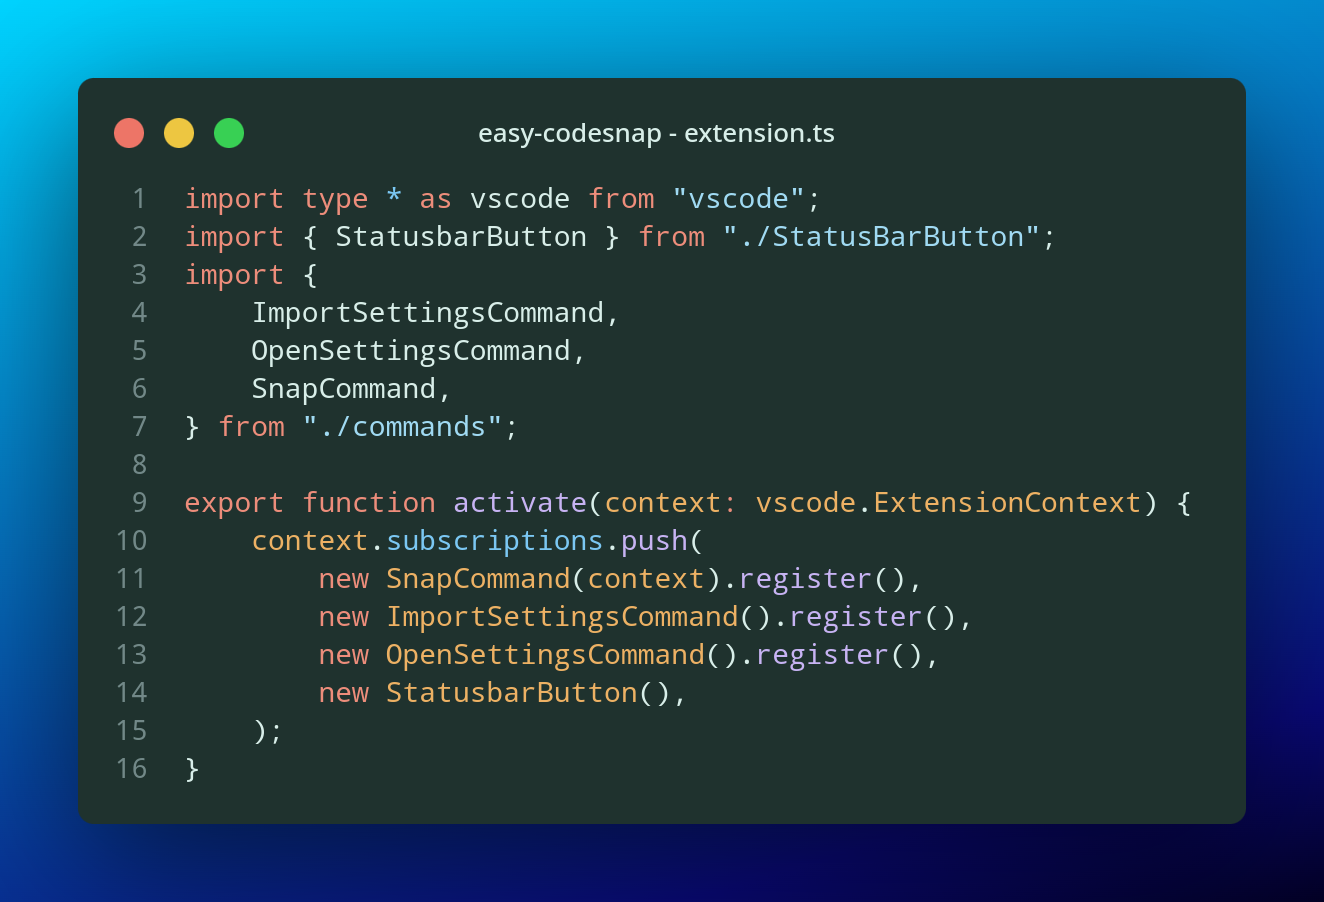 easy-codesnap - extension.ts
1 import type * as vscode from "vscode";
2 import { StatusbarButton } from "./StatusBarButton";
3 import {
4     ImportSettingsCommand,
5     OpenSettingsCommand,
6     SnapCommand,
7 } from "./commands";
8
9 export function activate(context: vscode.ExtensionContext) {
10     context.subscriptions.push(
11         new SnapCommand(context).register(),
12         new ImportSettingsCommand().register(),
13         new OpenSettingsCommand().register(),
14         new StatusbarButton(),
15     );
16 }